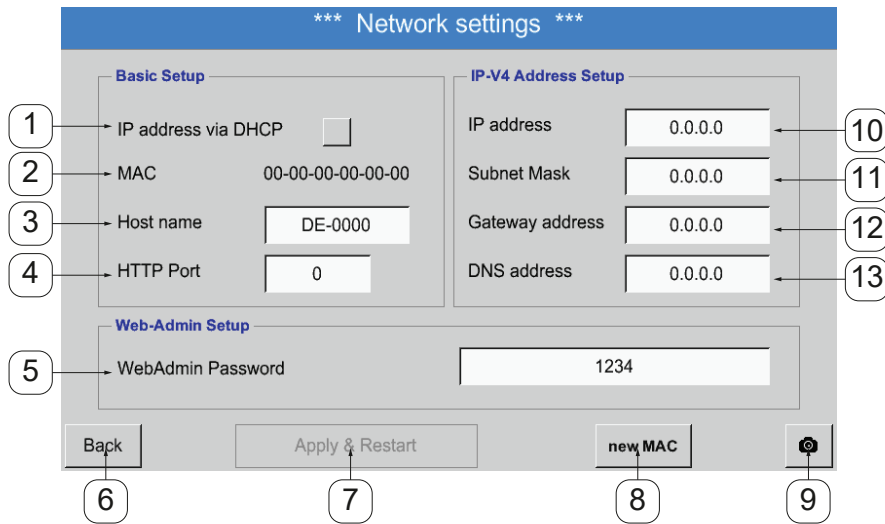 *** Network settings ***
Basic Setup
1 IP address via DHCP
2 MAC 00-00-00-00-00-00
3 Host name DE-0000
4 HTTP Port 0
IP-V4 Address Setup
IP address 0.0.0.0 10
Subnet Mask 0.0.0.0 11
Gateway address 0.0.0.0 12
DNS address 0.0.0.0 13
Web-Admin Setup
5 WebAdmin Password 1234
Back Apply & Restart new MAC
6 7 8 9